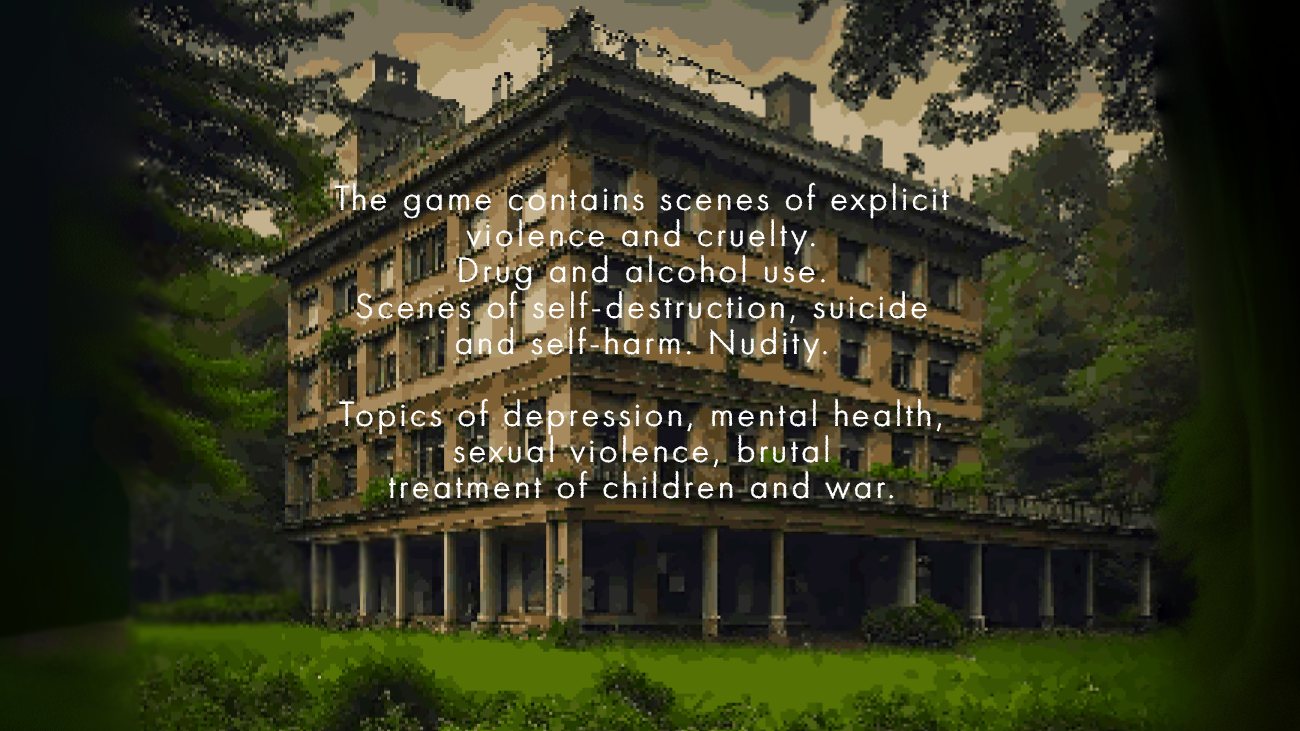 The game contains scenes of explicit
violence and cruelty.
Drug and alcohol use.
Scenes of self-destruction, suicide
and self-harm. Nudity.
Topics of depression, mental health,
sexual violence, brutal
treatment of children and war.